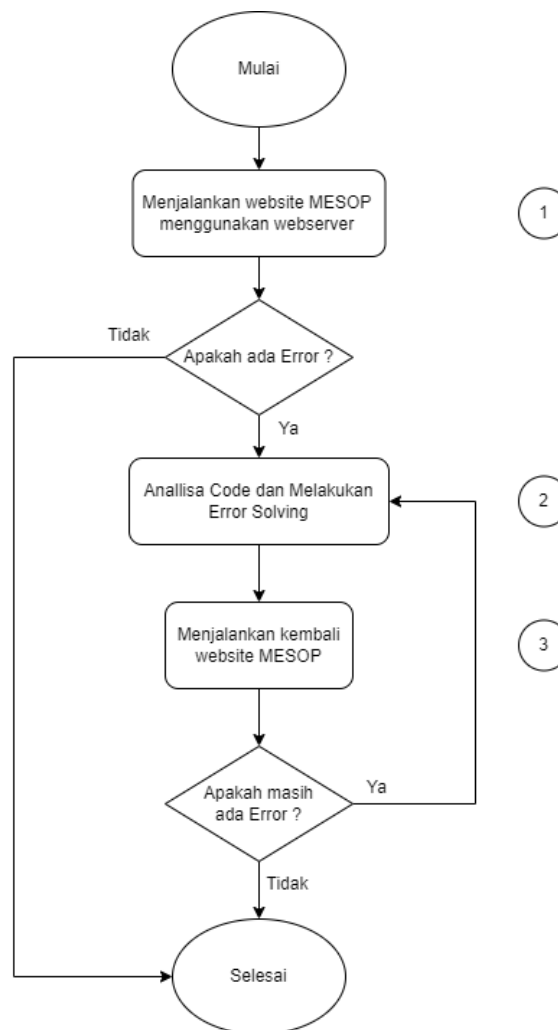 Mulai
Menjalankan website MESOP
menggunakan webserver
1
Tidak
Apakah ada Error ?
Ya
Anallisa Code dan Melakukan
Error Solving
2
Menjalankan kembali
website MESOP
3
Apakah masih
ada Error ?
Ya
Tidak
Selesai